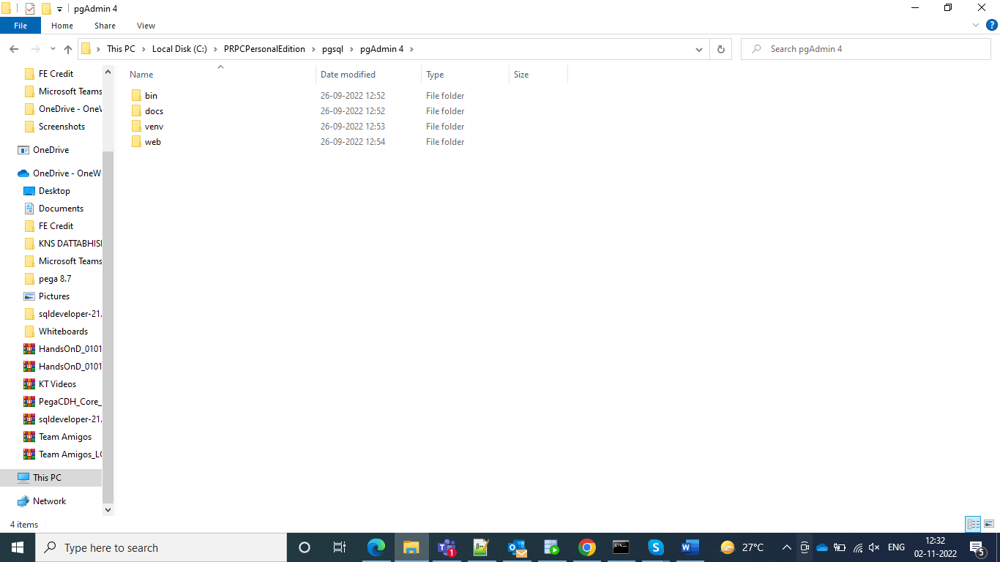 pgAdmin 4
File Home Share View
This PC Local Disk (C:) PRPCPersonalEdition pgsql pgAdmin 4
Search pgAdmin 4
FE Credit
Microsoft Teams
OneDrive - OneW
Screenshots
OneDrive
OneDrive - OneW
Desktop
Documents
FE Credit
KNS DATTABHISH
Microsoft Teams
pega 8.7
Pictures
sqldeveloper-21.
Whiteboards
HandsOnD_0101
HandsOnD_0101
KT Videos
PegaCDH_Core_
sqldeveloper-21.
Team Amigos
Team Amigos_LC
This PC
Network
Name Date modified Type Size
bin 26-09-2022 12:52 File folder
docs 26-09-2022 12:52 File folder
venv 26-09-2022 12:53 File folder
web 26-09-2022 12:54 File folder
4 items
Type here to search
1
27°C
ENG
12:32
02-11-2022
5